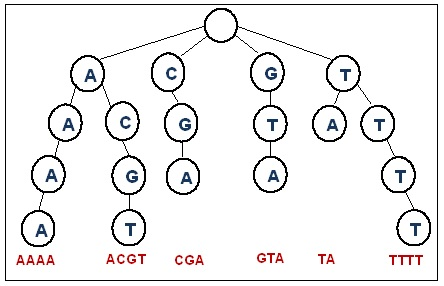 A C G T
A C G T A T
A G A A T
A T T
AAAA ACGT CGA GTA TA TTTT